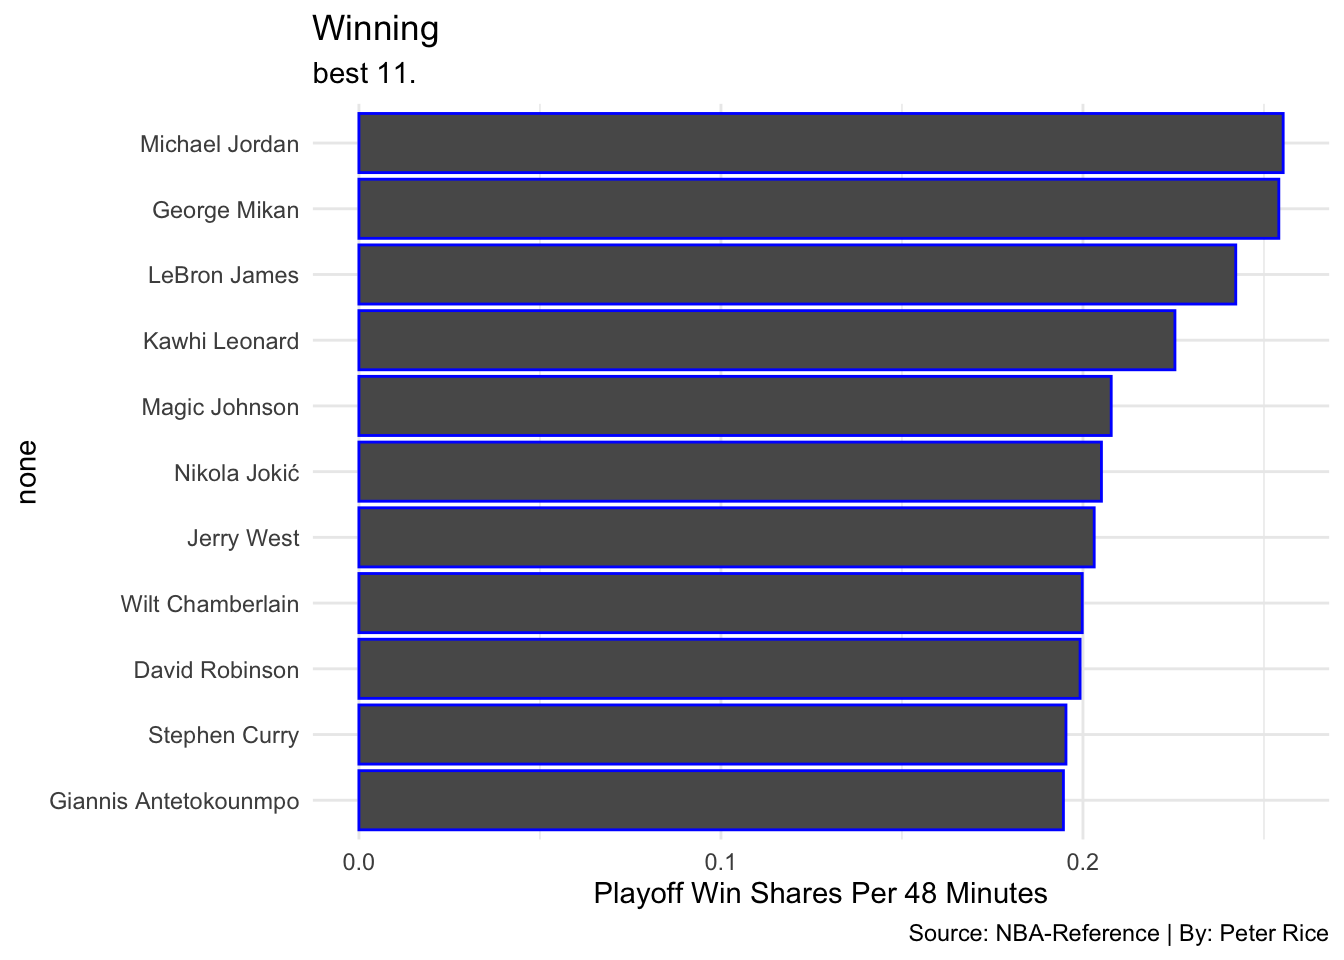 Winning
best 11.
Michael Jordan
George Mikan
LeBron James
Kawhi Leonard
Magic Johnson
Nikola Jokić
Jerry West
Wilt Chamberlain
David Robinson
Stephen Curry
Giannis Antetokounmpo
none
0.0 0.1 0.2
Playoff Win Shares Per 48 Minutes
Source: NBA-Reference | By: Peter Rice